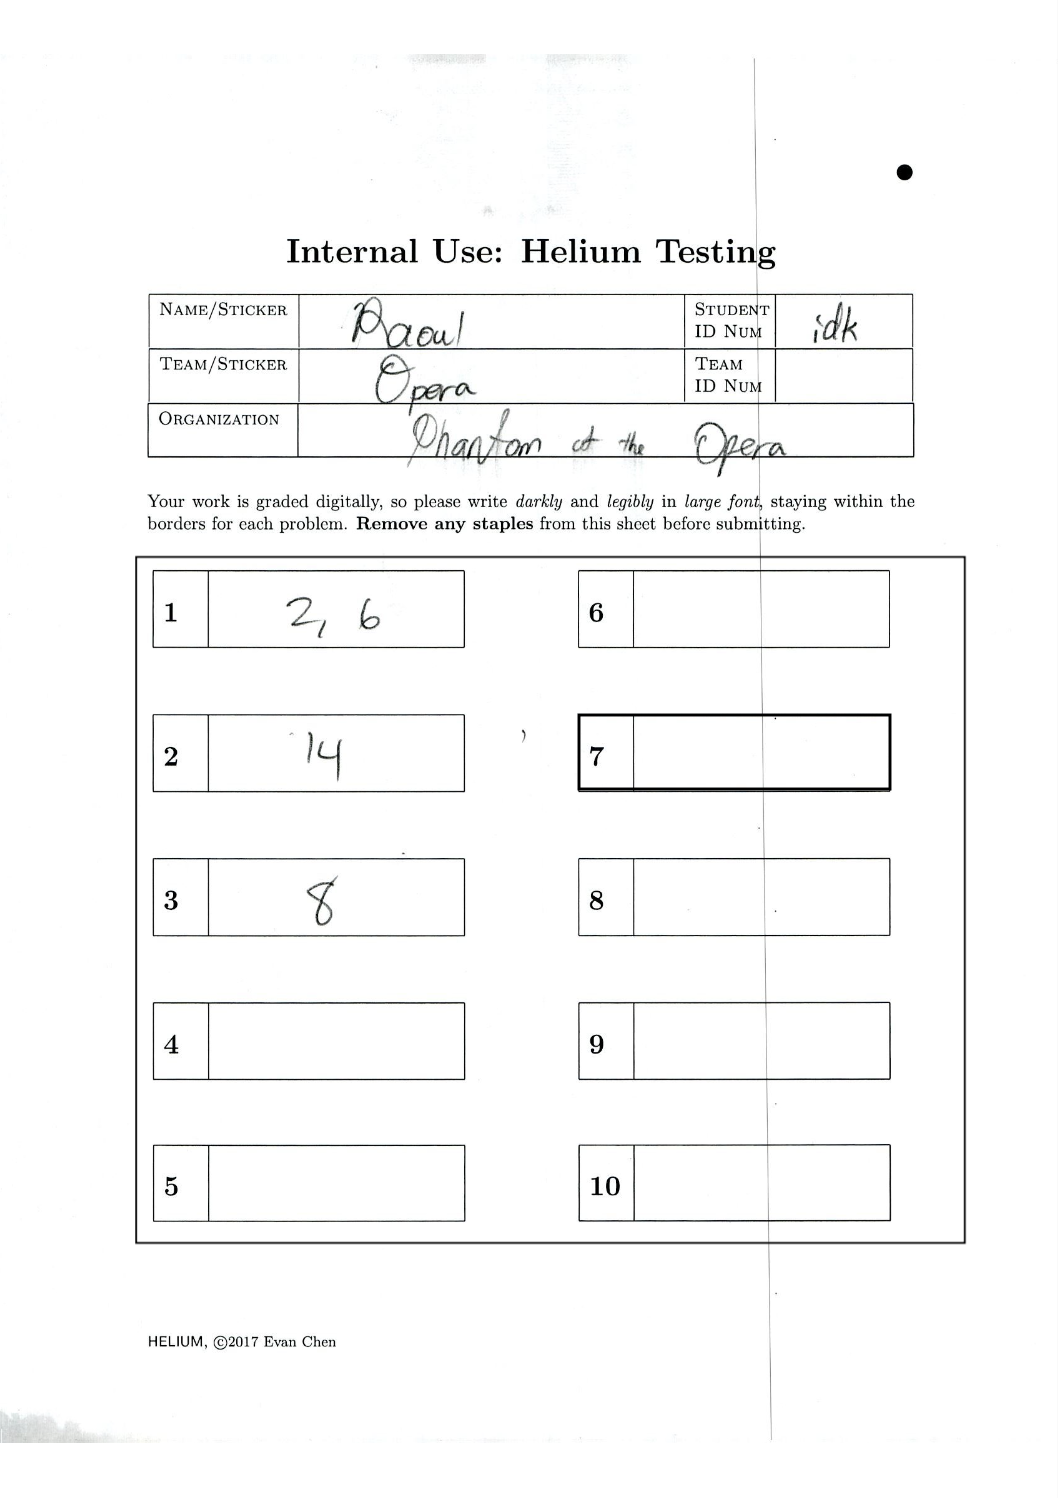 Internal Use: Helium Testing
NAME/STICKER Raoul STUDENT ID NUM idk
TEAM/STICKER Opera TEAM ID NUM
ORGANIZATION Phantom of the Opera
Your work is graded digitally, so please write darkly and legibly in large font, staying within the
borders for each problem. Remove any staples from this sheet before submitting.
1 2, 6
6
2 14
7
3 8
8
4
9
5
10
HELIUM, ©2017 Evan Chen